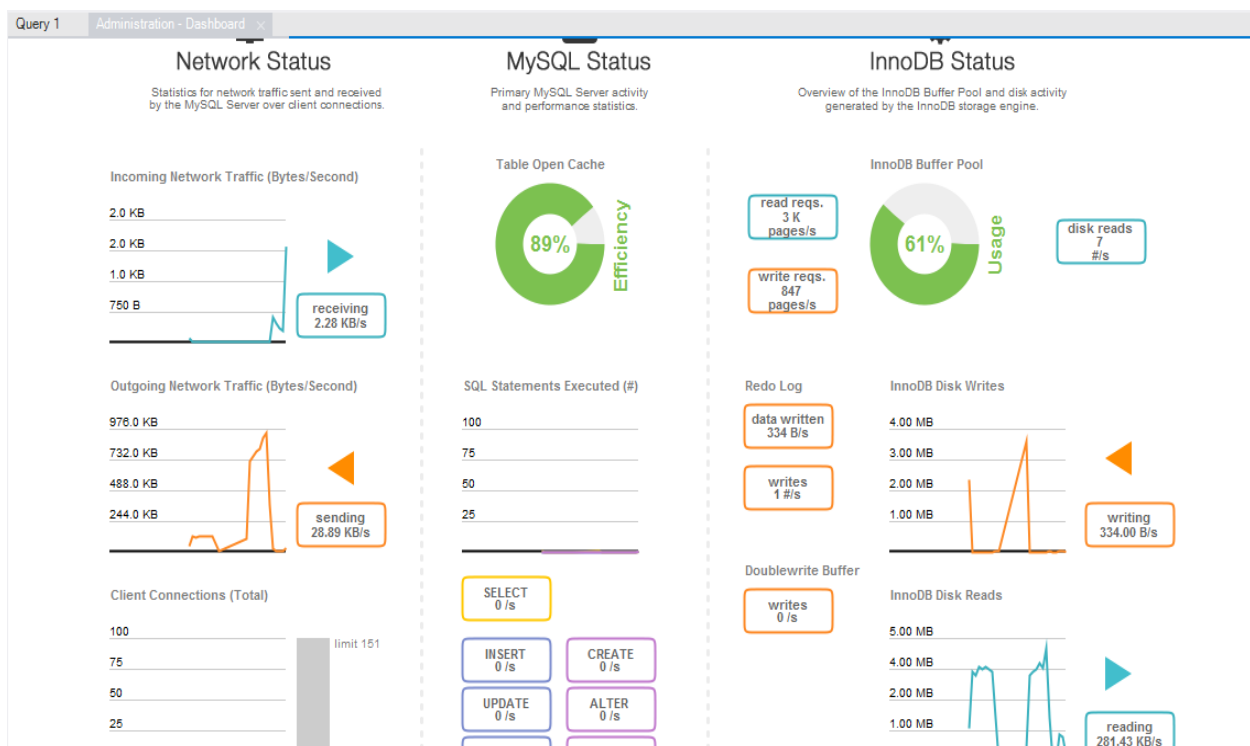 Query 1
Administration - Dashboard
Network Status
Statistics for network traffic sent and received
by the MySQL Server over client connections.
Incoming Network Traffic (Bytes/Second)
2.0 KB
2.0 KB
1.0 KB
750 B
receiving
2.28 KB/s
Outgoing Network Traffic (Bytes/Second)
976.0 KB
732.0 KB
488.0 KB
244.0 KB
sending
28.89 KB/s
Client Connections (Total)
100
75
50
25
limit 151
MySQL Status
Primary MySQL Server activity
and performance statistics.
Table Open Cache
89%
Efficiency
SQL Statements Executed (#)
100
75
50
25
SELECT
0 /s
INSERT
0 /s
CREATE
0 /s
UPDATE
0 /s
ALTER
0 /s
InnoDB Status
Overview of the InnoDB Buffer Pool and disk activity
generated by the InnoDB storage engine.
InnoDB Buffer Pool
read reqs.
3 K
pages/s
write reqs.
847
pages/s
61%
Usage
disk reads
7
#/s
Redo Log
data written
334 B/s
writes
1 #/s
InnoDB Disk Writes
4.00 MB
3.00 MB
2.00 MB
1.00 MB
writing
334.00 B/s
Doublewrite Buffer
writes
0 /s
InnoDB Disk Reads
5.00 MB
4.00 MB
2.00 MB
1.00 MB
reading
281.43 KB/s